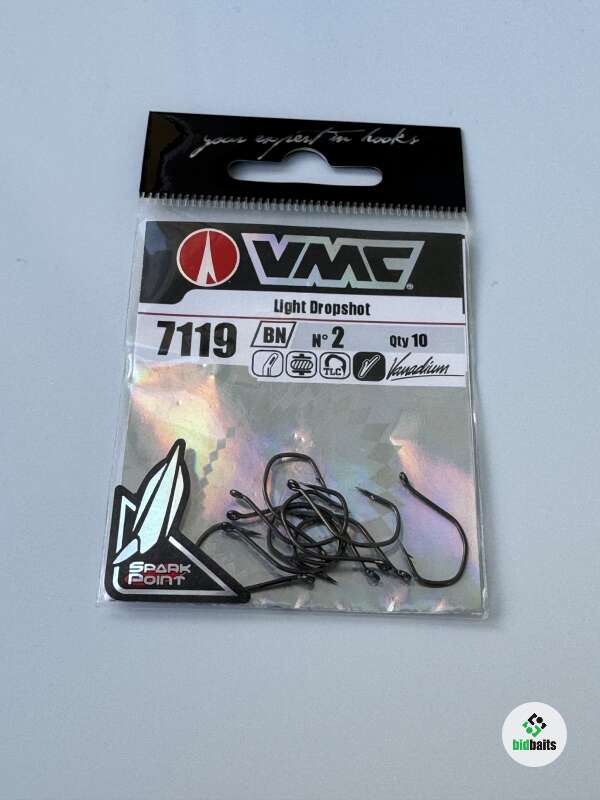 your expert in hooks
VMC®
Light Dropshot
7119 BN N° 2 Qty 10
TLC Vanadium
SPARK
POINT
bidbaits